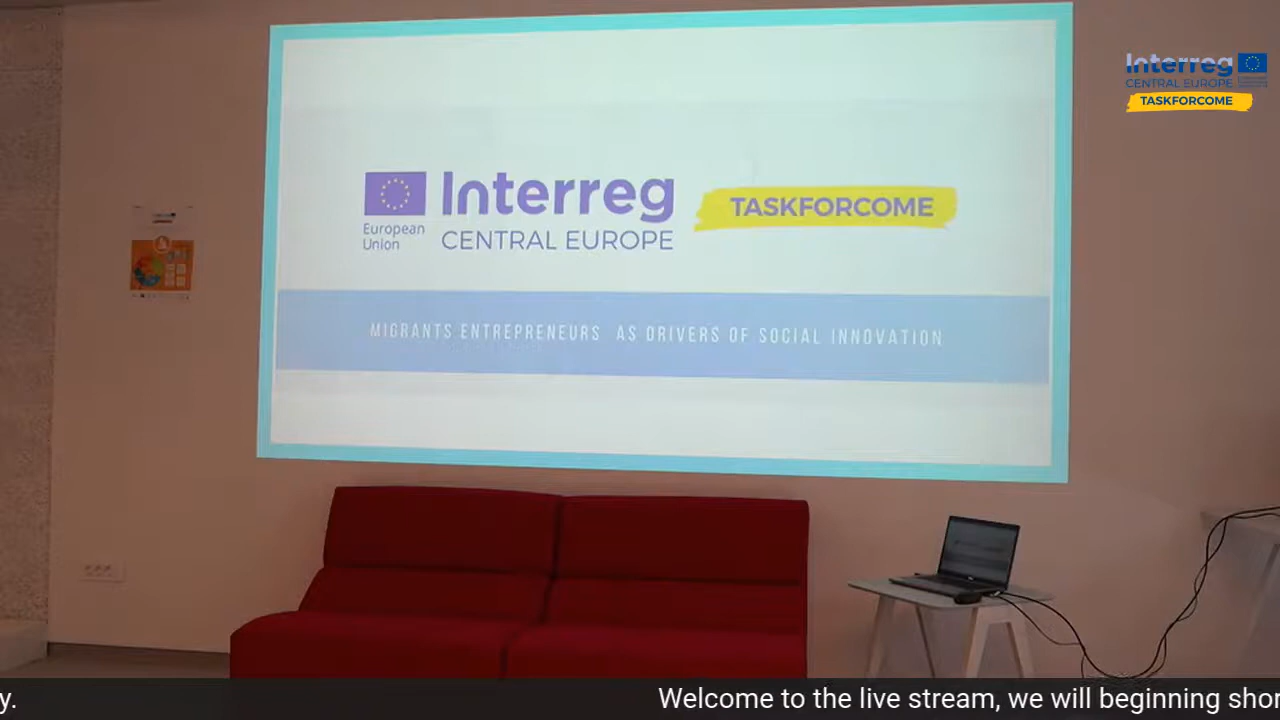 Interreg
CENTRAL EUROPE
TASKFORCOME
European
Union
Interreg
CENTRAL EUROPE
TASKFORCOME
MIGRANTS ENTREPRENEURS AS DRIVERS OF SOCIAL INNOVATION
y.
Welcome to the live stream, we will beginning shor